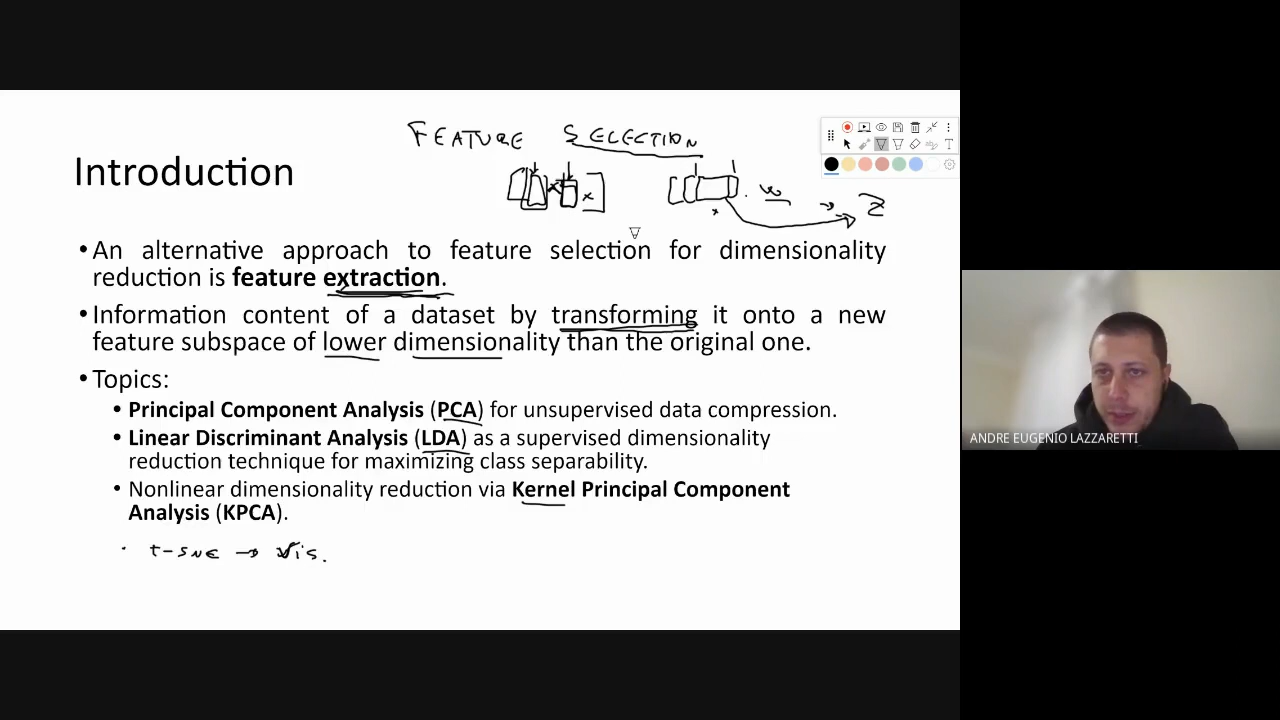 FEATURE SELECTION
Introduction
x
x w → Z
•An alternative approach to feature selection for dimensionality
reduction is feature extraction.
•Information content of a dataset by transforming it onto a new
feature subspace of lower dimensionality than the original one.
•Topics:
• Principal Component Analysis (PCA) for unsupervised data compression.
• Linear Discriminant Analysis (LDA) as a supervised dimensionality
reduction technique for maximizing class separability.
• Nonlinear dimensionality reduction via Kernel Principal Component
Analysis (KPCA).
· t-SNE → Vis.
ANDRE EUGENIO LAZZARETTI